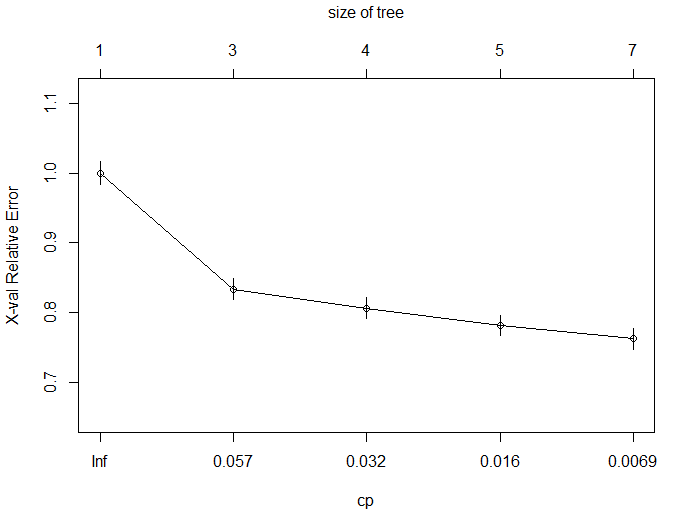 size of tree
1 3 4 5 7
X-val Relative Error
1.1
1.0
0.9
0.8
0.7
Inf 0.057 0.032 0.016 0.0069
cp